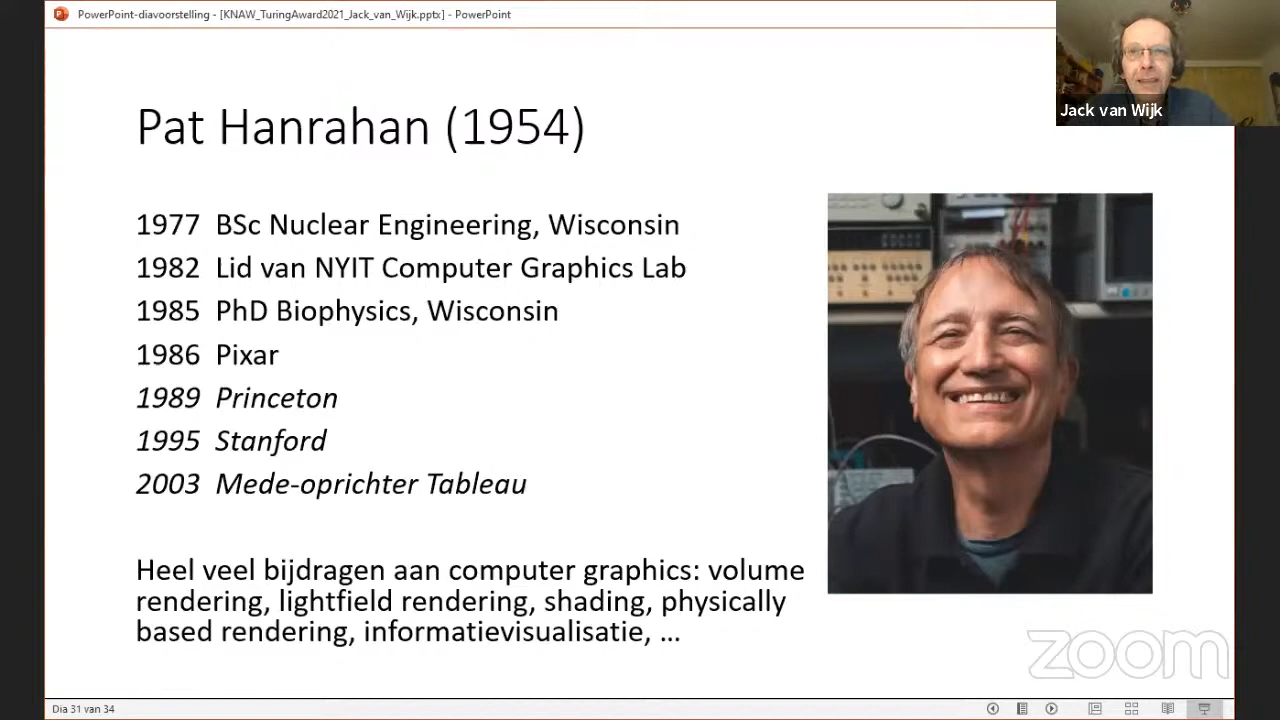 PowerPoint-diavoorstelling - [KNAW_TuringAward2021_Jack_van_Wijk.pptx] - PowerPoint
Jack van Wijk
Pat Hanrahan (1954)
1977 BSc Nuclear Engineering, Wisconsin
1982 Lid van NYIT Computer Graphics Lab
1985 PhD Biophysics, Wisconsin
1986 Pixar
1989 Princeton
1995 Stanford
2003 Mede-oprichter Tableau
Heel veel bijdragen aan computer graphics: volume
rendering, lightfield rendering, shading, physically
based rendering, informatievisualisatie, ...
zoom
Dia 31 van 34